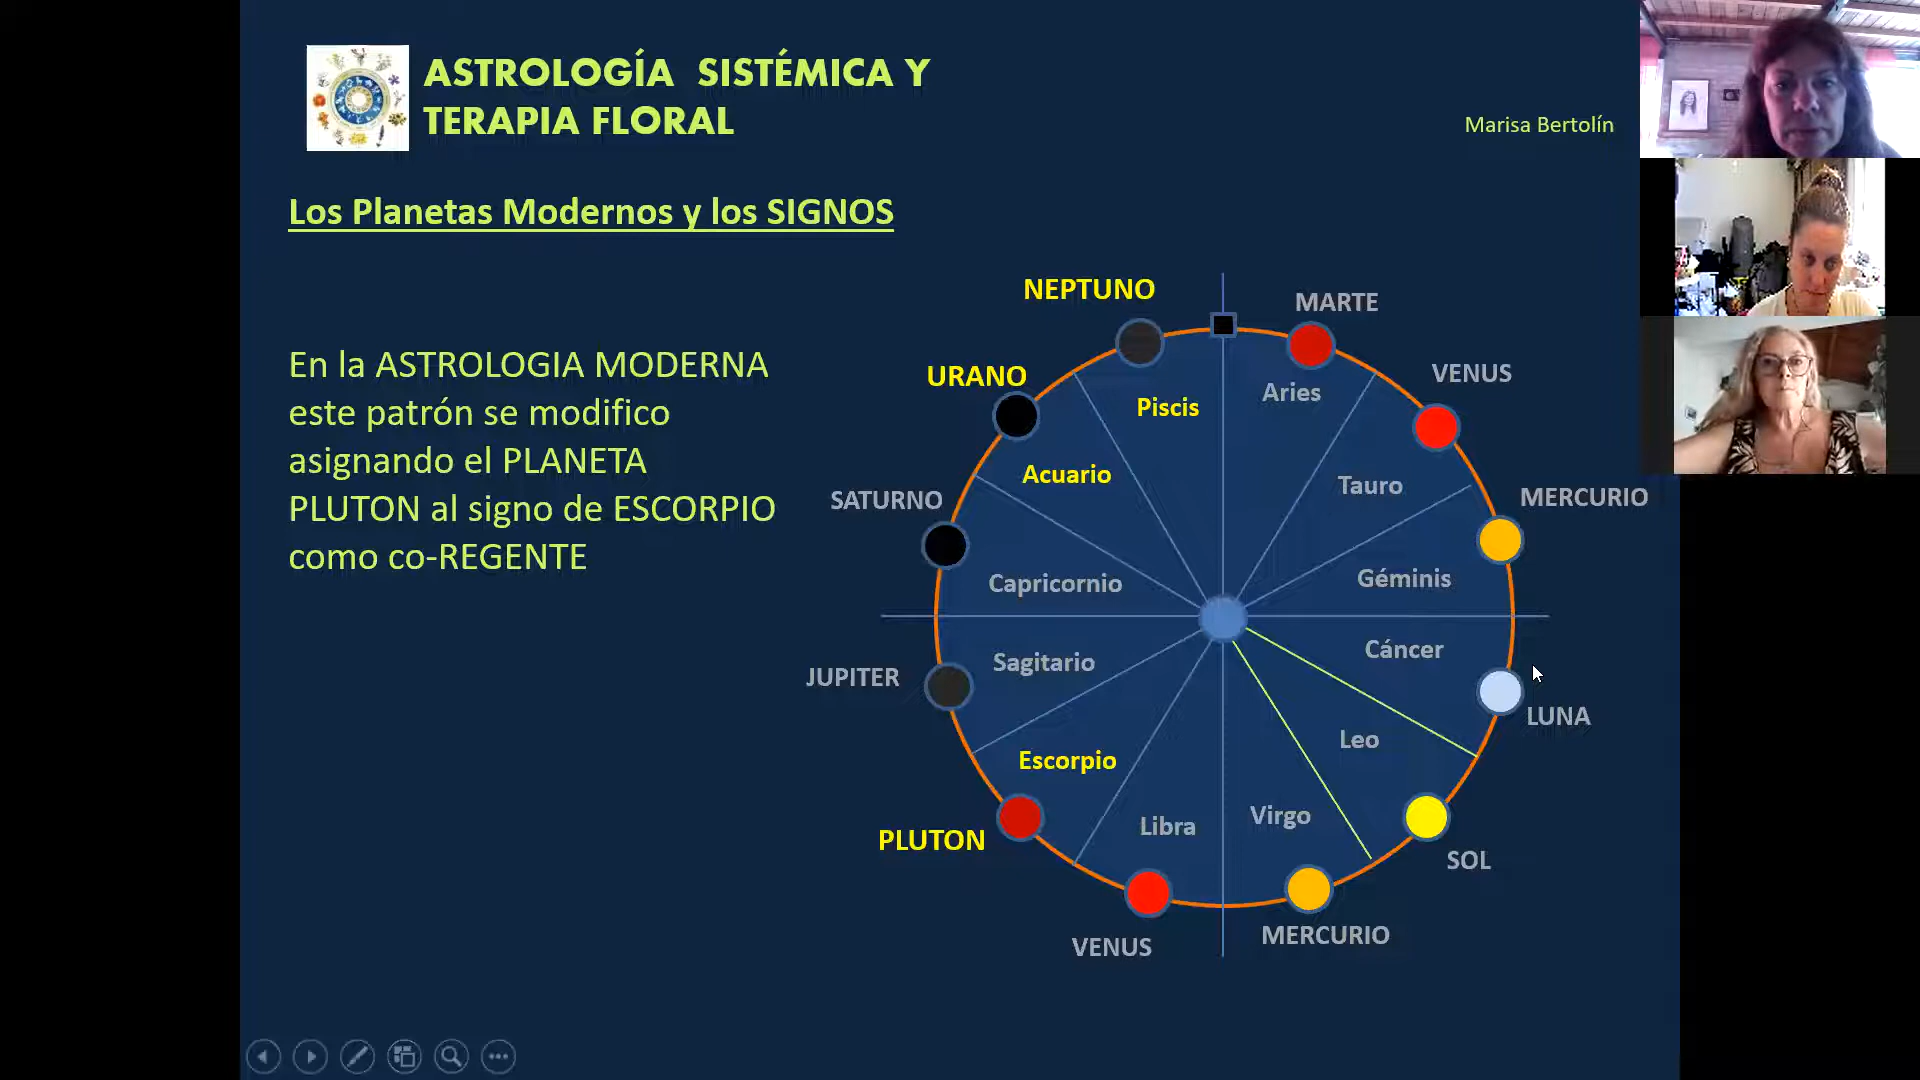 ASTROLOGÍA SISTÉMICA Y
TERAPIA FLORAL
Marisa Bertolín
Los Planetas Modernos y los SIGNOS
En la ASTROLOGIA MODERNA
este patrón se modifico
asignando el PLANETA
PLUTON al signo de ESCORPIO
como co-REGENTE
NEPTUNO
MARTE
URANO
VENUS
Piscis
Aries
Acuario
Tauro
SATURNO
MERCURIO
Capricornio
Géminis
Sagitario
Cáncer
JUPITER
LUNA
Escorpio
Leo
PLUTON
Libra
Virgo
SOL
VENUS
MERCURIO